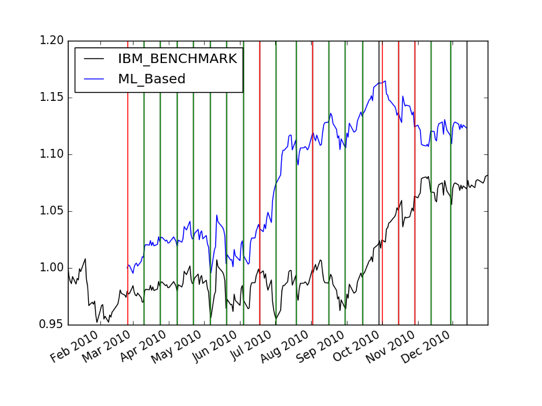 1.20
IBM_BENCHMARK
ML_Based
1.15
1.10
1.05
1.00
0.95
Feb 2010
Mar 2010
Apr 2010
May 2010
Jun 2010
Jul 2010
Aug 2010
Sep 2010
Oct 2010
Nov 2010
Dec 2010